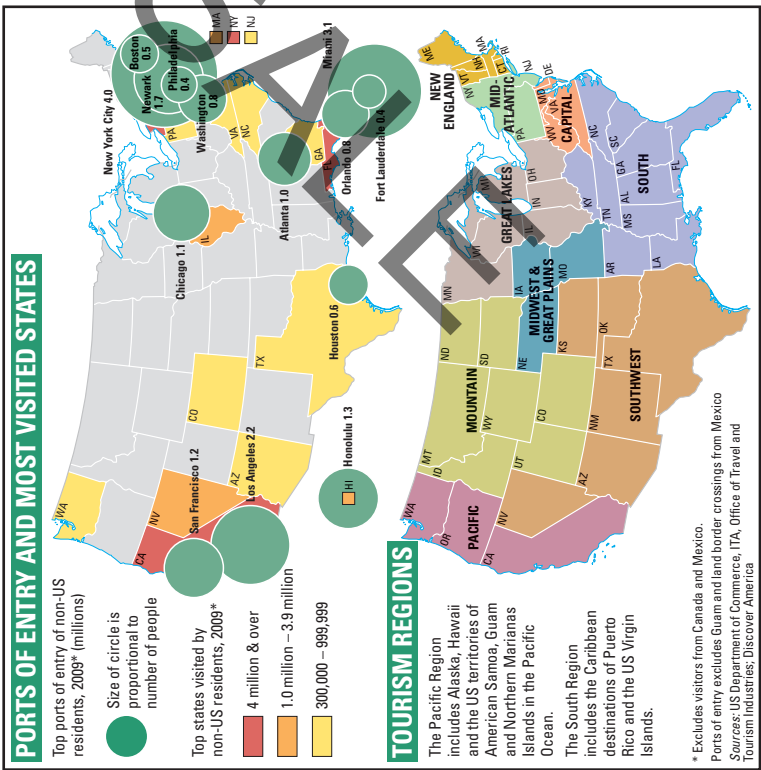 PORTS OF ENTRY AND MOST VISITED STATES
Top ports of entry of non-US
residents, 2009* (millions)
Size of circle is
proportional to
number of people
Top states visited by
non-US residents, 2009*
4 million & over
1.0 million – 3.9 million
300,000 – 999,999
WA
CA
NV
AZ
CO
TX
IL
PA
VA
NC
GA
FL
HI
MA
NY
NJ
San Francisco 1.2
Los Angeles 2.2
Honolulu 1.3
Houston 0.6
Chicago 1.1
Atlanta 1.0
New York City 4.0
Boston
0.5
Newark
1.7
Philadelphia
0.4
Washington
0.8
Orlando 0.8
Fort Lauderdale 0.4
Miami 3.1
TOURISM REGIONS
The Pacific Region
includes Alaska, Hawaii
and the US territories of
American Samoa, Guam
and Northern Marianas
Islands in the Pacific
Ocean.
The South Region
includes the Caribbean
destinations of Puerto
Rico and the US Virgin
Islands.
WA
OR
PACIFIC
CA
NV
MT
ID
MOUNTAIN
WY
UT
CO
ND
SD
AZ
NM
SOUTHWEST
TX
OK
KS
NE
MIDWEST &
GREAT PLAINS
IA
MO
MN
WI
GREAT LAKES
MI
IL
IN
OH
KY
TN
AR
LA
MS
AL
GA
SOUTH
FL
SC
NC
CAPITAL
WV
VA
MD
DE
MID-
ATLANTIC
PA
NY
NJ
NEW
ENGLAND
ME
VT
NH
MA
CT
RI
* Excludes visitors from Canada and Mexico.
Ports of entry excludes Guam and land border crossings from Mexico
Sources: US Department of Commerce, ITA, Office of Travel and
Tourism Industries; Discover America